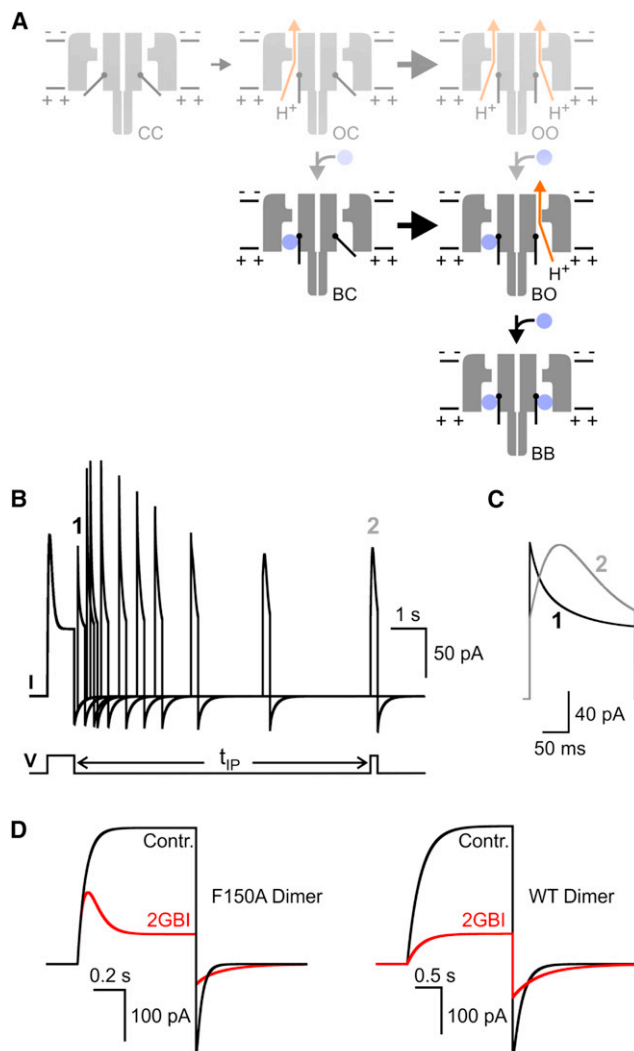 A
- - - - - - - - - - - -
+ + + + + + + + + + + +
H+ H+ H+
CC OC OO
- - - - - - - -
+ + + + + + + +
H+
BC BO
- - - -
+ + + +
BB
B C
1 2
2
1
1 s
50 pA
I
40 pA
50 ms
V tIP
D
Contr. Contr.
F150A Dimer WT Dimer
2GBI 2GBI
0.2 s 0.5 s
100 pA 100 pA